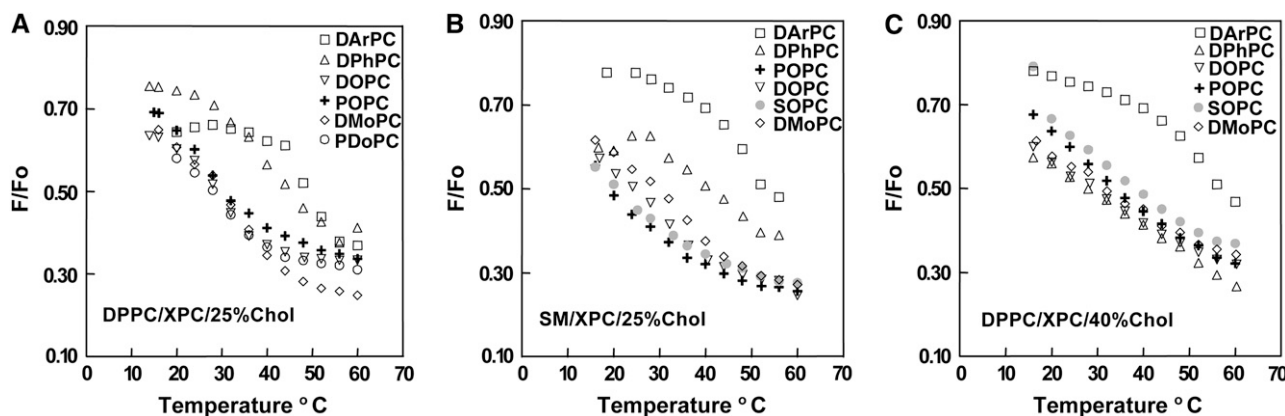 A
0.90
0.70
0.50
0.30
0.10
F/Fo
DArPC
DPhPC
DOPC
POPC
DMoPC
PDoPC
DPPC/XPC/25%Chol
0 10 20 30 40 50 60 70
Temperature ° C
B
0.90
0.70
0.50
0.30
0.10
F/Fo
DArPC
DPhPC
POPC
DOPC
SOPC
DMoPC
SM/XPC/25%Chol
0 10 20 30 40 50 60 70
Temperature ° C
C
0.90
0.70
0.50
0.30
0.10
F/Fo
DArPC
DPhPC
DOPC
POPC
SOPC
DMoPC
DPPC/XPC/40%Chol
0 10 20 30 40 50 60 70
Temperature ° C